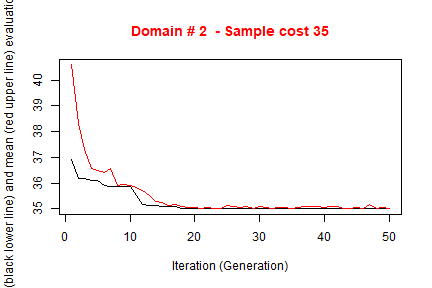 Domain # 2 - Sample cost 35
(black lower line) and mean (red upper line) evaluatio
40
39
38
37
36
35
0 10 20 30 40 50
Iteration (Generation)